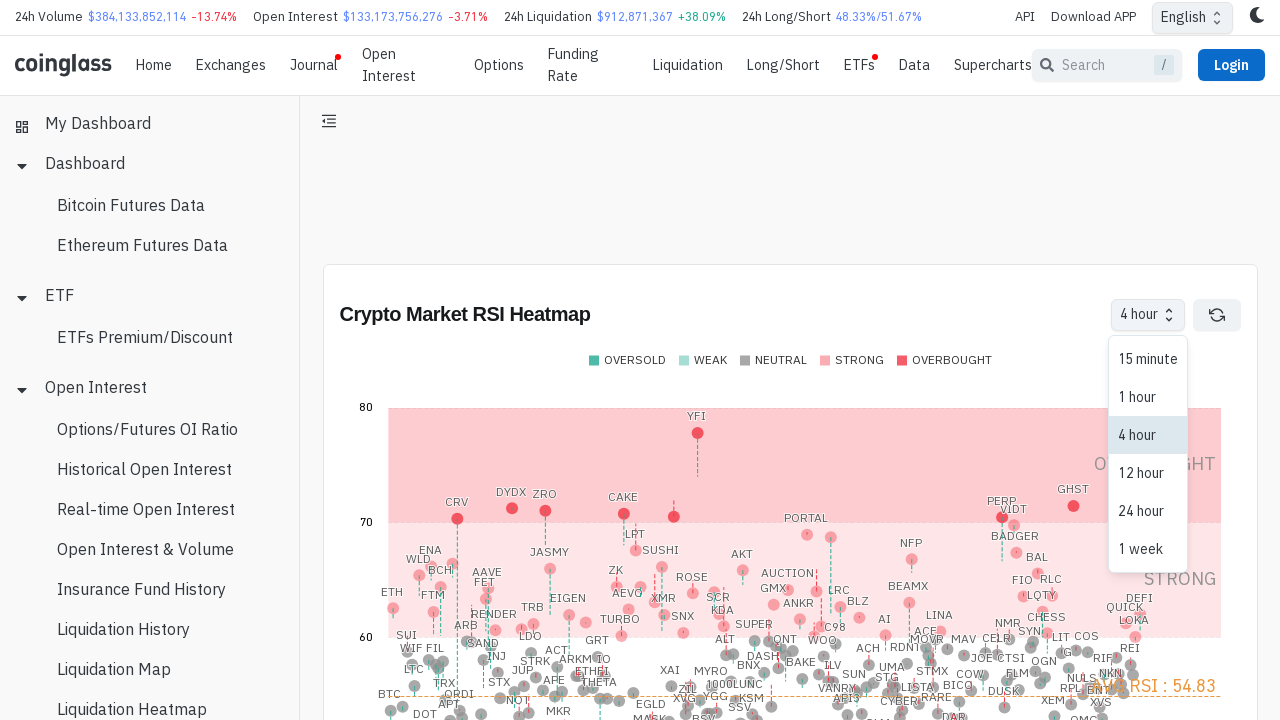 24h Volume $384,133,852,114 -13.74% Open Interest $133,173,756,276 -3.71% 24h Liquidation $912,871,367 +38.09% 24h Long/Short 48.33%/51.67% API Download APP English
coinglass Home Exchanges Journal Open Interest Options Funding Rate Liquidation Long/Short ETFs Data Supercharts Search / Login
My Dashboard
Dashboard
Bitcoin Futures Data
Ethereum Futures Data
ETF
ETFs Premium/Discount
Open Interest
Options/Futures OI Ratio
Historical Open Interest
Real-time Open Interest
Open Interest & Volume
Insurance Fund History
Liquidation History
Liquidation Map
Liquidation Heatmap
Crypto Market RSI Heatmap
4 hour
15 minute
1 hour
4 hour
12 hour
24 hour
1 week
OVERSOLD WEAK NEUTRAL STRONG OVERBOUGHT
80
YFI
GHST
DYDX ZRO CAKE
CRV PERP
VIDT
70 PORTAL
LPT BADGER
NFP
ENA JASMY SUSHI AKT
WLD BAL
BCH AAVE ZK AUCTION STRONG
FET ROSE FIO RLC
ETH FTM AEVO GMX LRC BEAMX
EIGEN XMR SCR LQTY DEFI
TRB ANKR BLZ QUICK
RENDER KDA LINA
ARB TURBO SNX AI CHESS LOKA
SUPER C98 NMR
60 SUI LDO ACE SYN
SAND GRT ALT QNT WOO MOVR MAV CELR LIT COS
WIF FIL ACH RDNT REI
INJ STRK ACT ARKM IO DASH BAKE JOE CTSI OGN RIF
LTC JUP ETHFI XAI MYRO BNX ILV UMA STMX FLM
TRX STX APE THETA 1000LUNC SUN STG COW NULS NKN
BTC ORDI ZIL VANRY LISTA BICO DUSK RPL BNT AVG RSI : 54.83
APT NOT EGLD XVG YGG KSM API3 CYBER RARE XEM XVS
DOT MKR MASK BSV SSV DAR OMG